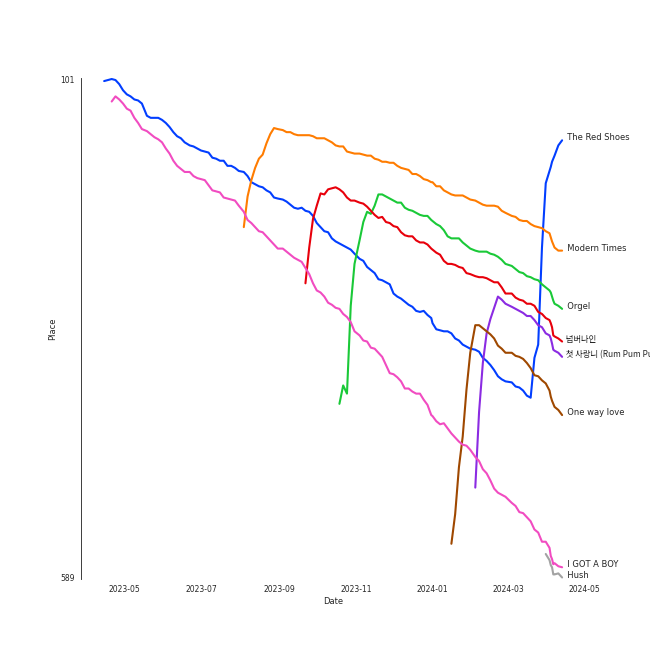 101
The Red Shoes
Modern Times
Orgel
넘버나인
첫 사랑니 (Rum Pum Pu
One way love
I GOT A BOY
Hush
589
Place
2023-05
2023-07
2023-09
2023-11
2024-01
2024-03
2024-05
Date